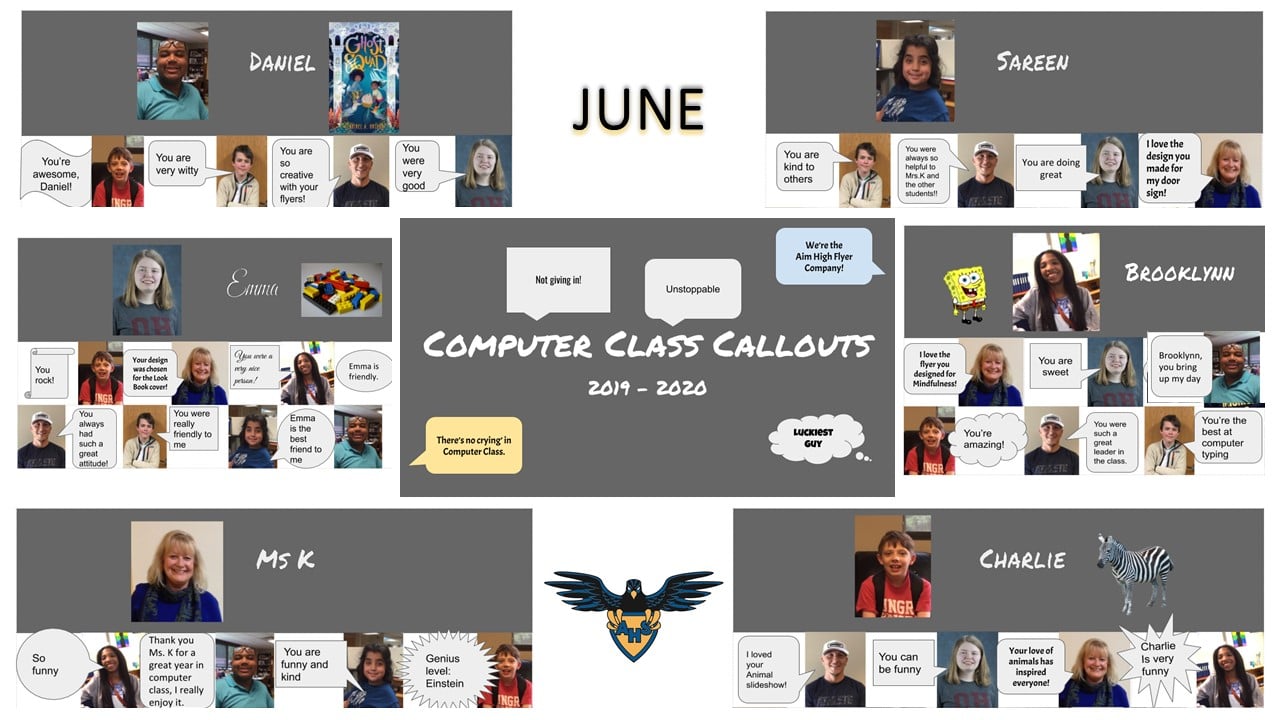 DANIEL
GHOST
SQUAD
You're
awesome,
Daniel!
You are
very witty
You are
so
creative
with your
flyers!
You
were
very
good
JUNE
SAREEN
You are
kind to
others
You were
always so
helpful to
Mrs.K and
the other
students!!
You are doing
great
I love the
design you
made for
my door
sign!
Emma
You
rock!
Your design
was chosen
for the Look
Book cover!
You were a
very nice
person!
Emma is
friendly.
You
always
had
such a
great
attitude!
You were
really
friendly to
me
Emma
is the
best
friend to
me
Not giving in!
Unstoppable
We're the
Aim High Flyer
Company!
COMPUTER CLASS CALLOUTS
2019 - 2020
There's no crying' in
Computer Class.
LUCKIEST
GUY
BROOKLYNN
I love the
flyer you
designed for
Mindfulness!
You are
sweet
Brooklynn,
you bring
up my day
You're
amazing!
You were
such a
great
leader in
the class.
You're the
best at
computer
typing
MS K
So
funny
Thank you
Ms. K for a
great year in
computer
class, I really
enjoy it.
You are
funny and
kind
Genius
level:
Einstein
AHS
CHARLIE
I loved
your
Animal
slideshow!
You can
be funny
Your love of
animals has
inspired
everyone!
Charlie
Is very
funny